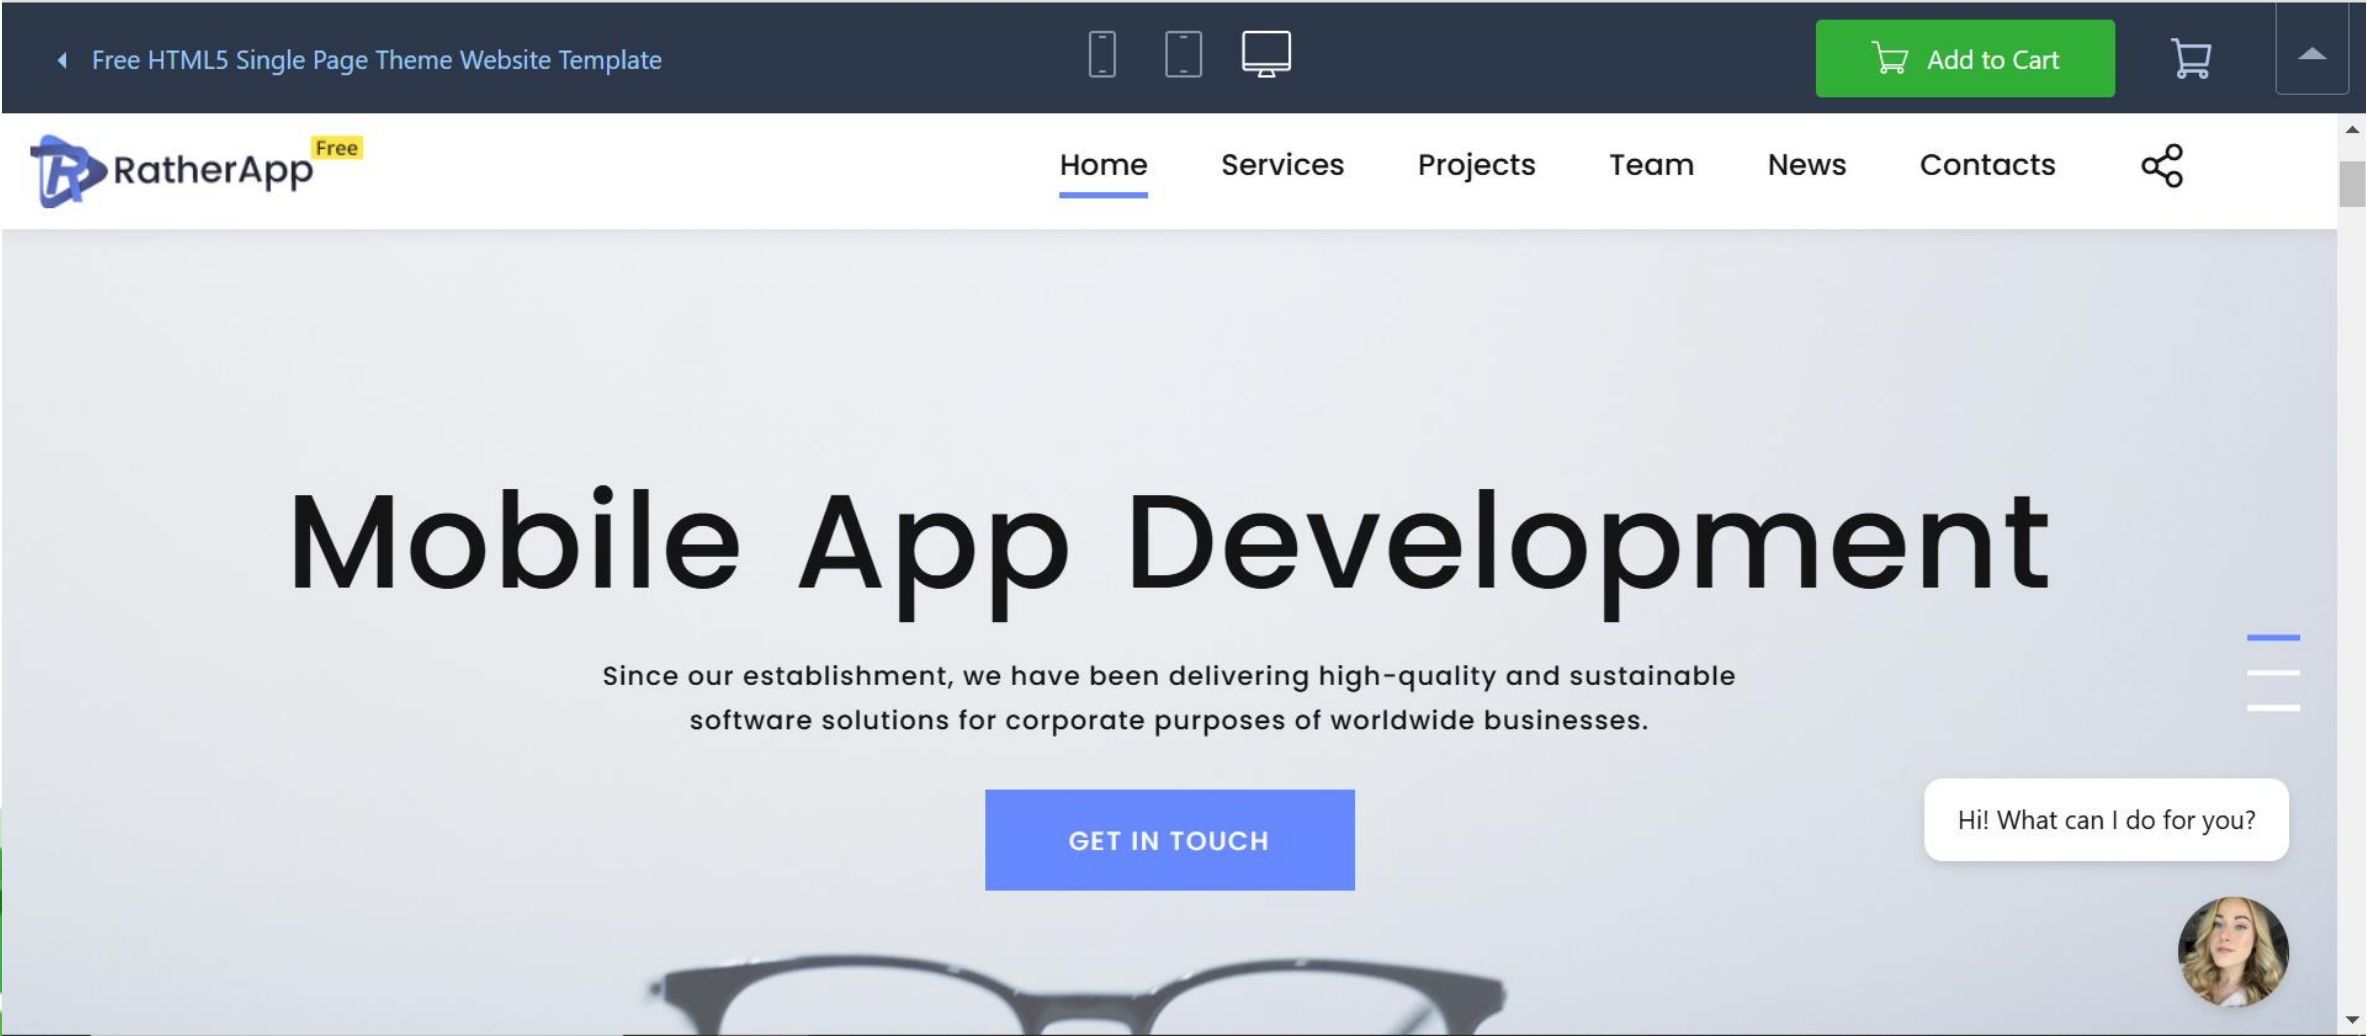 Free HTML5 Single Page Theme Website Template
Add to Cart
RatherApp Free
Home Services Projects Team News Contacts
Mobile App Development
Since our establishment, we have been delivering high-quality and sustainable
software solutions for corporate purposes of worldwide businesses.
GET IN TOUCH
Hi! What can I do for you?